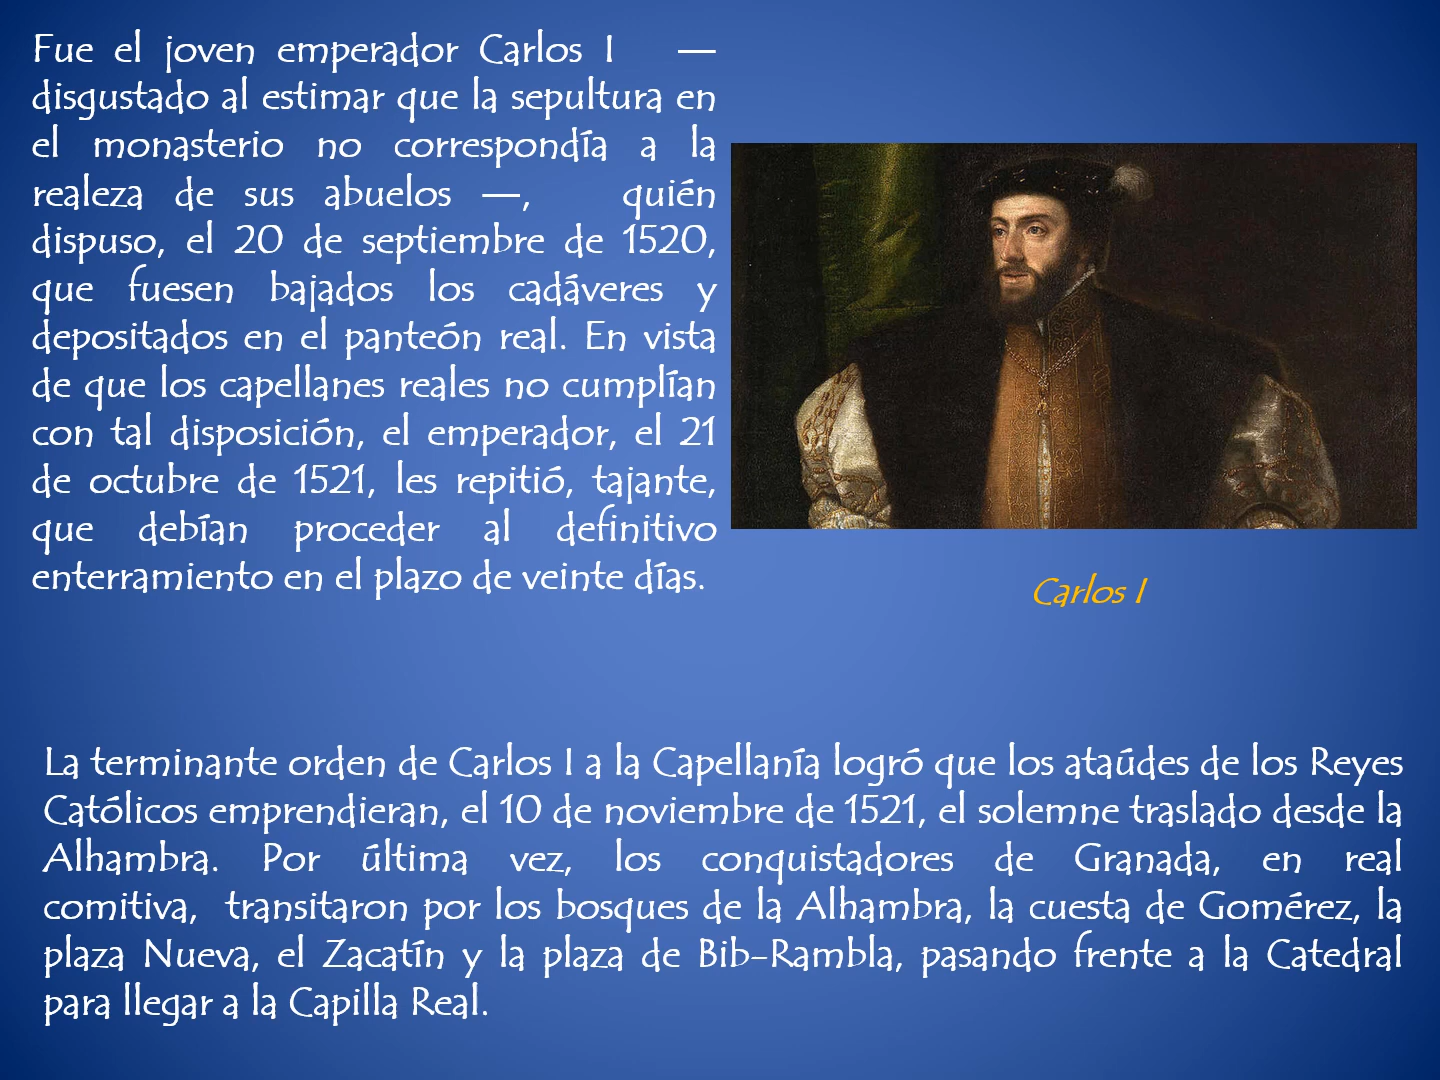 Fue el joven emperador Carlos I —
disgustado al estimar que la sepultura en
el monasterio no correspondía a la
realeza de sus abuelos —, quién
dispuso, el 20 de septiembre de 1520,
que fuesen bajados los cadáveres y
depositados en el panteón real. En vista
de que los capellanes reales no cumplían
con tal disposición, el emperador, el 21
de octubre de 1521, les repitió, tajante,
que debían proceder al definitivo
enterramiento en el plazo de veinte días.
Carlos I
La terminante orden de Carlos I a la Capellanía logró que los ataúdes de los Reyes
Católicos emprendieran, el 10 de noviembre de 1521, el solemne traslado desde la
Alhambra. Por última vez, los conquistadores de Granada, en real
comitiva, transitaron por los bosques de la Alhambra, la cuesta de Gomérez, la
plaza Nueva, el Zacatín y la plaza de Bib-Rambla, pasando frente a la Catedral
para llegar a la Capilla Real.